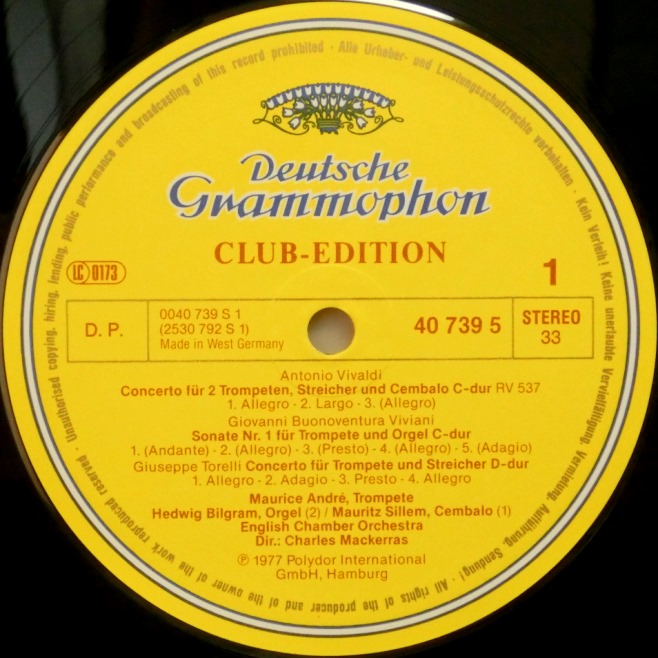 Unauthorised copying, hiring, lending, public performance and broadcasting of this record prohibited · Alle Urheber- und Leistungsschutzrechte vorbehalten · Kein Verleih! Keine unerlaubte Vervielfältigung, Vermietung, Aufführung, Sendung! · All rights of the producer and of the owner of the work reproduced reserved ·
Deutsche
Grammophon
CLUB-EDITION
LC 0173
1
D. P.
0040 739 S 1
(2530 792 S 1)
Made in West Germany
40 739 5
STEREO
33
Antonio Vivaldi
Concerto für 2 Trompeten, Streicher und Cembalo C-dur RV 537
1. Allegro · 2. Largo · 3. (Allegro)
Giovanni Buonoventura Viviani
Sonate Nr. 1 für Trompete und Orgel C-dur
1. (Andante) · 2. (Allegro) · 3. (Presto) · 4. (Allegro) · 5. (Adagio)
Giuseppe Torelli Concerto für Trompete und Streicher D-dur
1. Allegro · 2. Adagio · 3. Presto · 4. Allegro
Maurice André, Trompete
Hedwig Bilgram, Orgel (2) / Mauritz Sillem, Cembalo (1)
English Chamber Orchestra
Dir.: Charles Mackerras
℗ 1977 Polydor International
GmbH, Hamburg